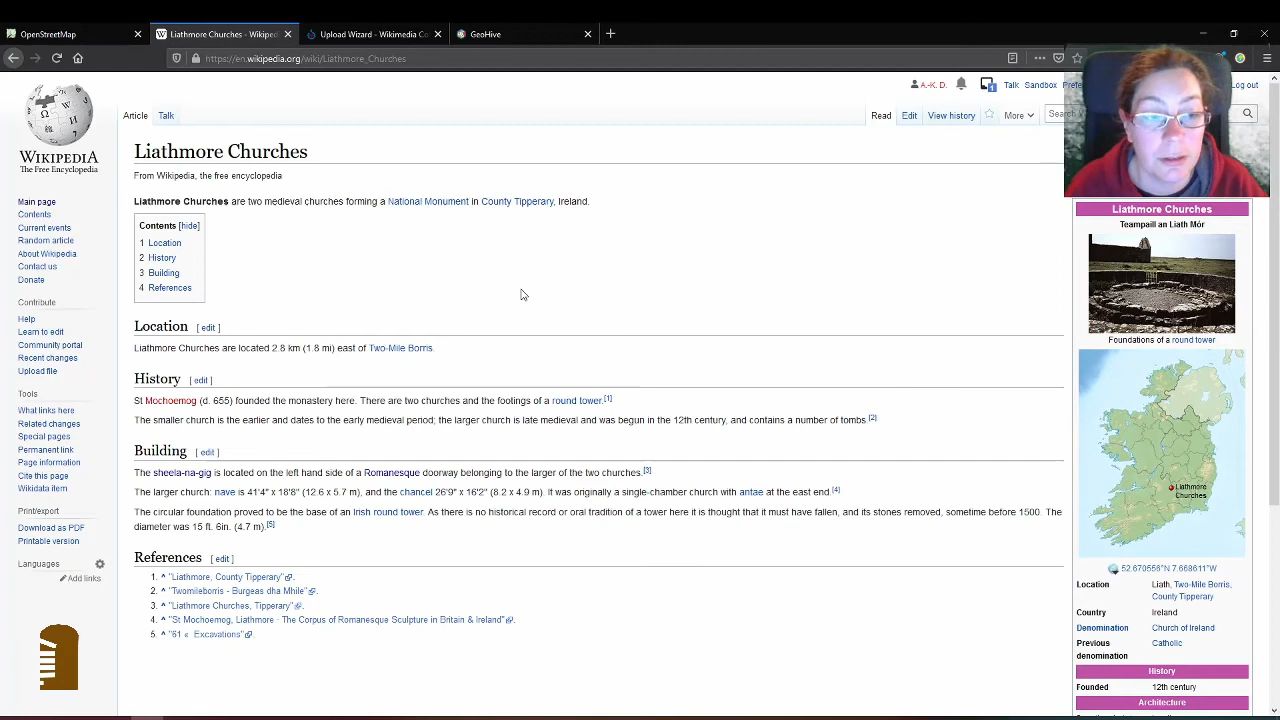 OpenStreetMap
Liathmore Churches - Wikiped
Upload Wizard - Wikimedia Co
GeoHive
https://en.wikipedia.org/wiki/Liathmore_Churches
A.-K. D.
Talk
Sandbox
Log out
Article
Talk
Read
Edit
View history
More
WIKIPEDIA
The Free Encyclopedia
Main page
Contents
Current events
Random article
About Wikipedia
Contact us
Donate
Contribute
Help
Learn to edit
Community portal
Recent changes
Upload file
Tools
What links here
Related changes
Special pages
Permanent link
Page information
Cite this page
Wikidata item
Print/export
Download as PDF
Printable version
Languages
Add links
Liathmore Churches
From Wikipedia, the free encyclopedia
Liathmore Churches are two medieval churches forming a National Monument in County Tipperary, Ireland.
Contents [hide]
1 Location
2 History
3 Building
4 References
Location [ edit ]
Liathmore Churches are located 2.8 km (1.8 mi) east of Two-Mile Borris.
History [ edit ]
St Mochoemog (d. 655) founded the monastery here. There are two churches and the footings of a round tower.[1]
The smaller church is the earlier and dates to the early medieval period; the larger church is late medieval and was begun in the 12th century, and contains a number of tombs.[2]
Building [ edit ]
The sheela-na-gig is located on the left hand side of a Romanesque doorway belonging to the larger of the two churches.[3]
The larger church: nave is 41'4" x 18'8" (12.6 x 5.7 m), and the chancel 26'9" x 16'2" (8.2 x 4.9 m). It was originally a single-chamber church with antae at the east end.[4]
The circular foundation proved to be the base of an Irish round tower. As there is no historical record or oral tradition of a tower here it is thought that it must have fallen, and its stones removed, sometime before 1500. The
diameter was 15 ft. 6in. (4.7 m).[5]
References [ edit ]
1. ^ "Liathmore, County Tipperary".
2. ^ "Twomileborris - Burgeas dha Mhile".
3. ^ "Liathmore Churches, Tipperary".
4. ^ "St Mochoemog, Liathmore - The Corpus of Romanesque Sculpture in Britain & Ireland".
5. ^ "61 « Excavations".
Liathmore Churches
Teampaill an Liath Mór
Foundations of a round tower
Liathmore
Churches
52.670556°N 7.668611°W
Location Liath, Two-Mile Borris,
County Tipperary
Country Ireland
Denomination Church of Ireland
Previous Catholic
denomination
History
Founded 12th century
Architecture